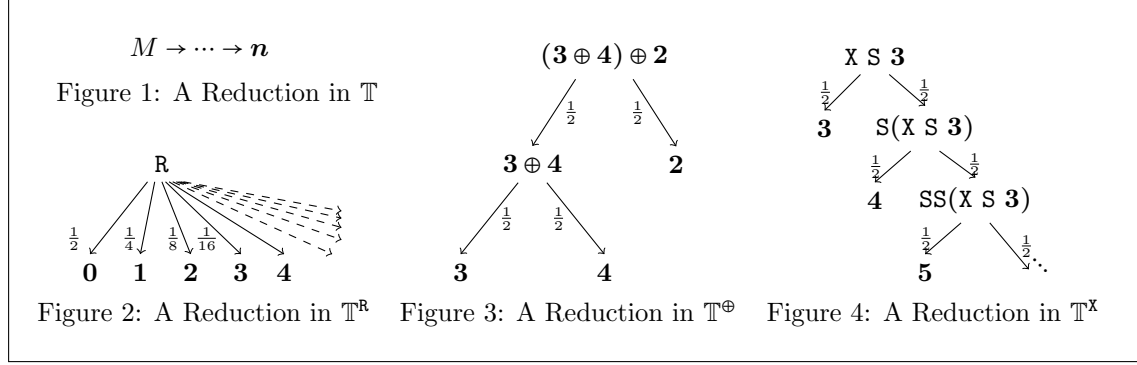 M → ⋯ → n
Figure 1: A Reduction in 𝕋
R
1/2 1/4 1/8 1/16
0 1 2 3 4
Figure 2: A Reduction in 𝕋^R
(3 ⊕ 4) ⊕ 2
1/2 1/2
3 ⊕ 4 2
1/2 1/2
3 4
Figure 3: A Reduction in 𝕋^⊕
X S 3
1/2 1/2
3 S(X S 3)
1/2 1/2
4 SS(X S 3)
1/2 1/2
5 ⋱
Figure 4: A Reduction in 𝕋^X